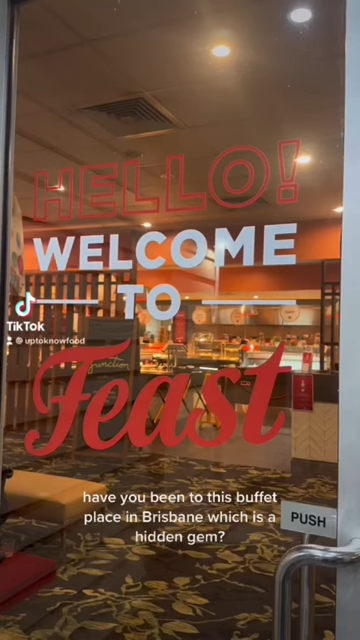 HELLO!
WELCOME
TO
TikTok
@uptoknowfood
junction
Feast
have you been to this buffet
place in Brisbane which is a
hidden gem?
PUSH